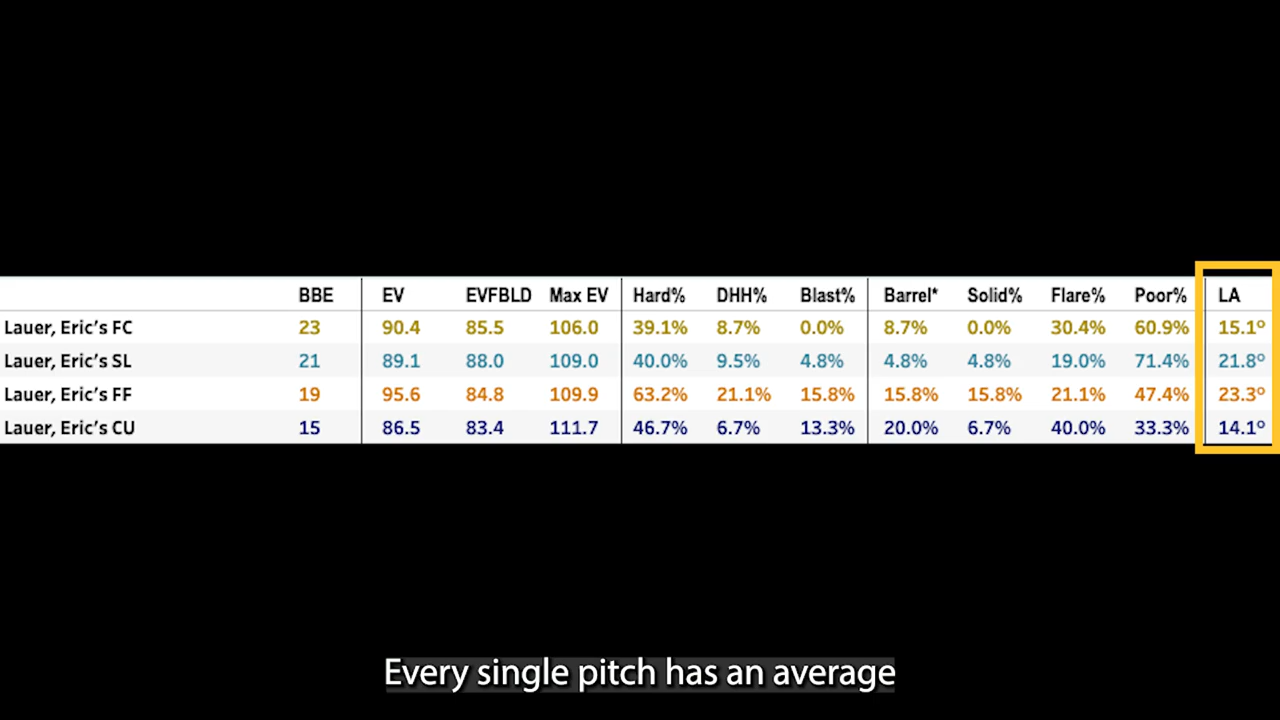 BBE EV EVFBLD Max EV Hard% DHH% Blast% Barrel* Solid% Flare% Poor% LA
Lauer, Eric's FC 23 90.4 85.5 106.0 39.1% 8.7% 0.0% 8.7% 0.0% 30.4% 60.9% 15.1º
Lauer, Eric's SL 21 89.1 88.0 109.0 40.0% 9.5% 4.8% 4.8% 4.8% 19.0% 71.4% 21.8º
Lauer, Eric's FF 19 95.6 84.8 109.9 63.2% 21.1% 15.8% 15.8% 15.8% 21.1% 47.4% 23.3º
Lauer, Eric's CU 15 86.5 83.4 111.7 46.7% 6.7% 13.3% 20.0% 6.7% 40.0% 33.3% 14.1º
Every single pitch has an average